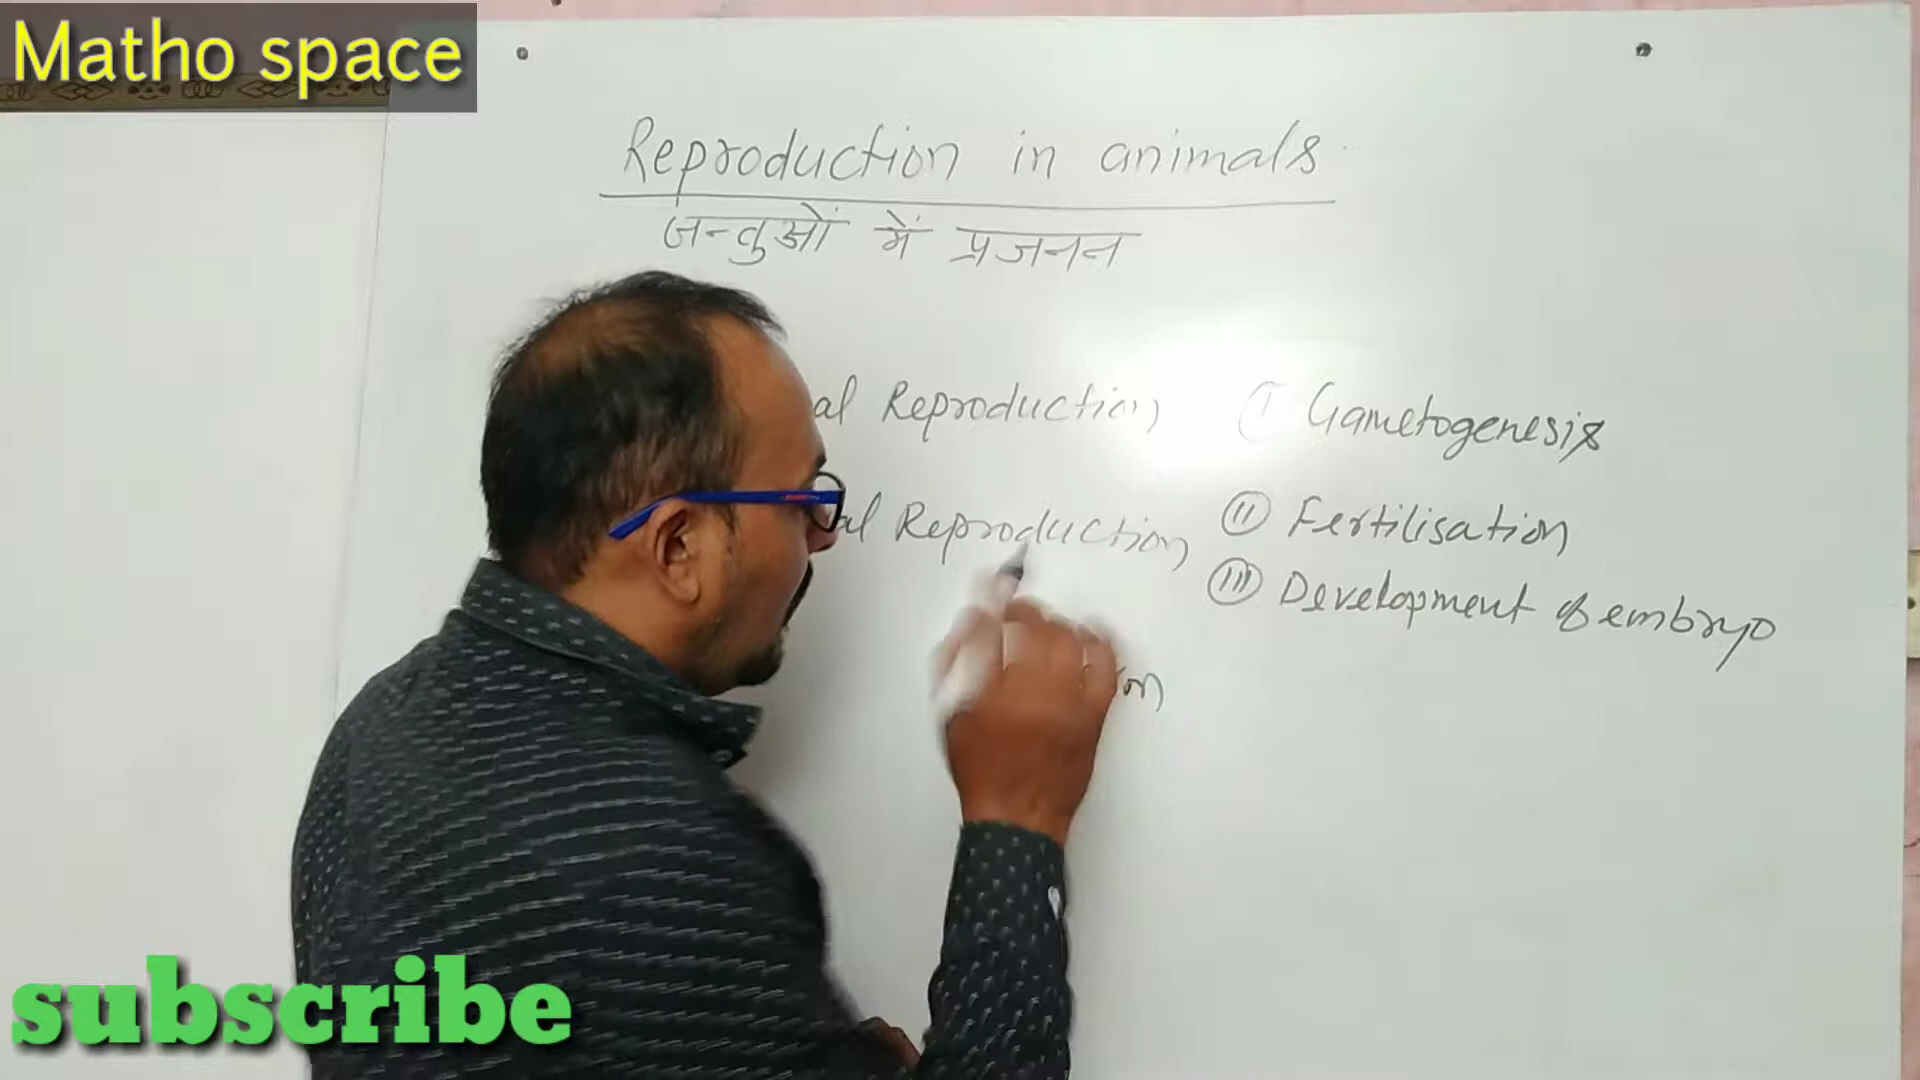 Matho space
Reproduction in animals
जन्तुओं में प्रजनन
Reproduction
I Gametogenesis
Reproduction
II Fertilisation
III Development of embryo
subscribe